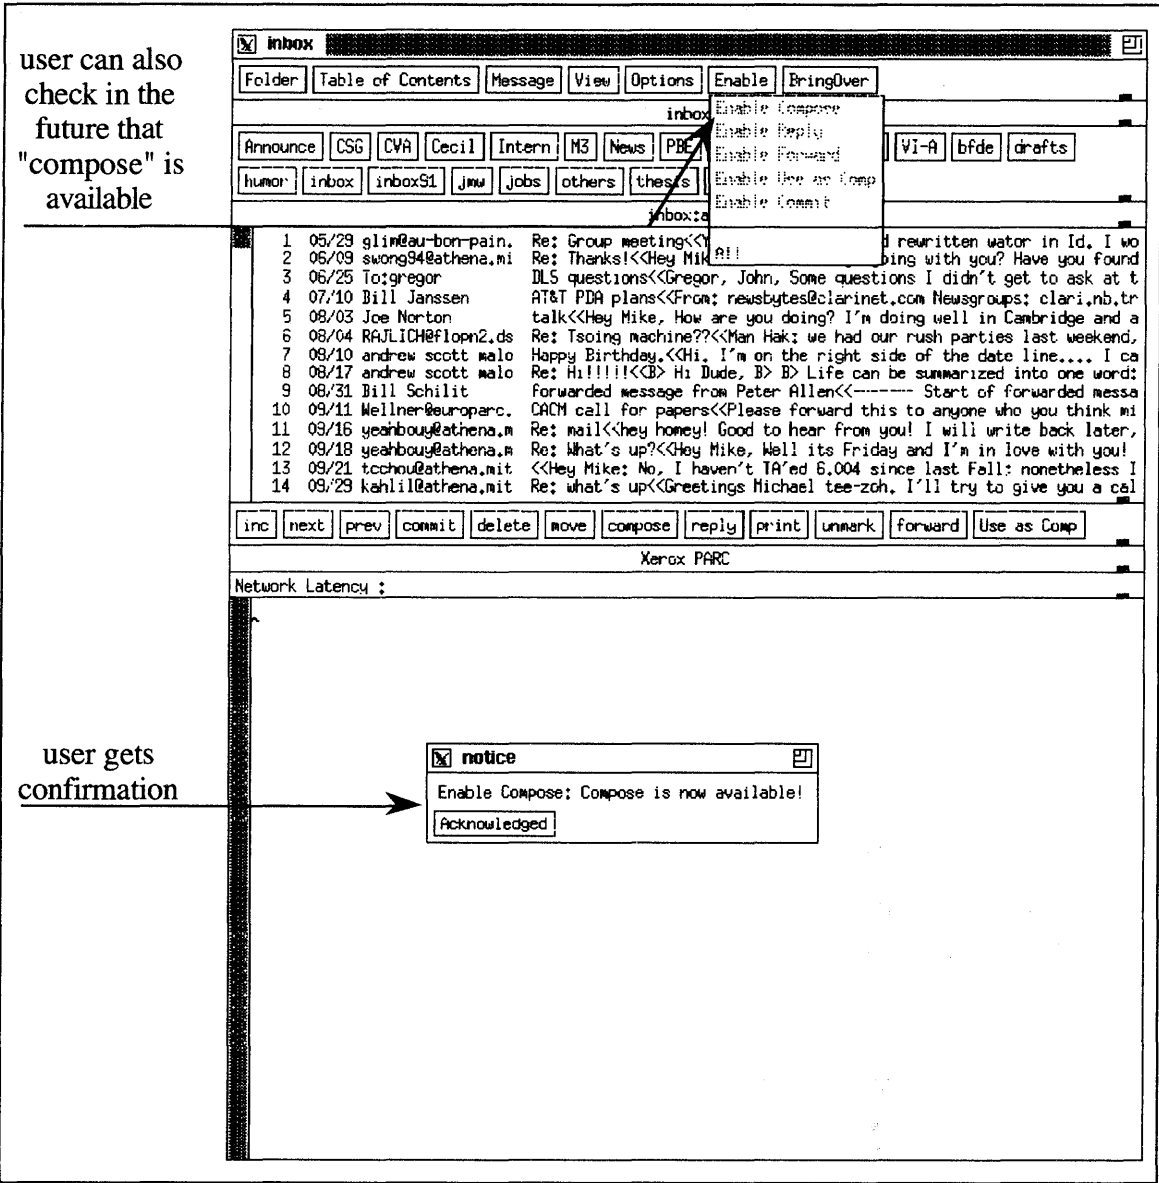 user can also
check in the
future that
"compose" is
available
inbox
Folder Table of Contents Message View Options Enable BringOver
inbox
Enable Compose
Enable Reply
Enable Forward
Enable Use as Comp
Enable Commit
All
Announce CSG CVA Cecil Intern M3 News PBE VI-A bfde drafts
humor inbox inbox91 jmw jobs others thesis
inbox:a
1 05/29 glim@au-bon-pain. Re: Group meeting<<Y d rewritten wator in Id. I wo
2 06/09 swong94@athena.mi Re: Thanks!<<Hey Mik oing with you? Have you found
3 06/25 To:gregor DLS questions<<Gregor, John, Some questions I didn't get to ask at t
4 07/10 Bill Janssen AT&T PDA plans<<From: newsbytes@clarinet.com Newsgroups: clari.nb.tr
5 08/03 Joe Norton talk<<Hey Mike, How are you doing? I'm doing well in Cambridge and a
6 08/04 RAJLICH@flopn2.ds Re: Tsoing machine??<<Man Hak: we had our rush parties last weekend,
7 08/10 andrew scott malo Happy Birthday.<<Hi. I'm on the right side of the date line.... I ca
8 08/17 andrew scott malo Re: Hi!!!!!<<B> Hi Dude, B> B> Life can be summarized into one word:
9 08/31 Bill Schilit forwarded message from Peter Allen<<-------- Start of forwarded messa
10 09/11 Wellner@europarc. CACM call for papers<<Please forward this to anyone who you think mi
11 09/16 yeahbouy@athena.m Re: mail<<hey homey! Good to hear from you! I will write back later,
12 09/18 yeahbouy@athena.m Re: What's up?<<Hey Mike, Well its Friday and I'm in love with you!
13 09/21 tcchou@athena.mit <<Hey Mike: No, I haven't TA'ed 6.004 since last Fall: nonetheless I
14 09/29 kahlil@athena.mit Re: what's up<<Greetings Michael tee-zoh. I'll try to give you a cal
inc next prev commit delete move compose reply print unmark forward Use as Comp
Xerox PARC
Network Latency :
user gets
confirmation
notice
Enable Compose: Compose is now available!
Acknowledged